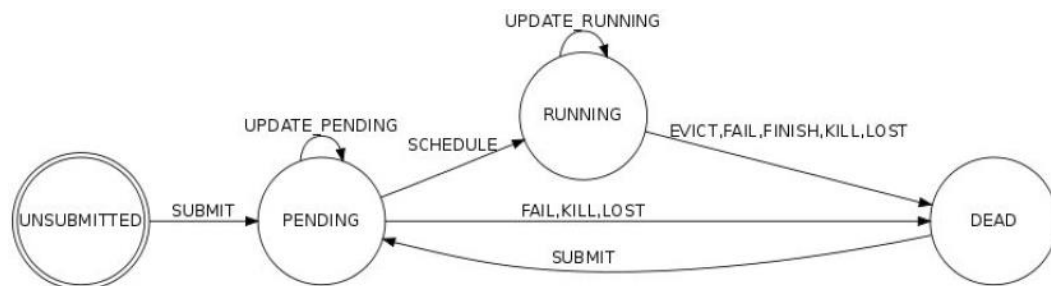 UPDATE_RUNNING
RUNNING
UPDATE_PENDING
SCHEDULE
EVICT,FAIL,FINISH,KILL,LOST
UNSUBMITTED
SUBMIT
PENDING
FAIL,KILL,LOST
DEAD
SUBMIT